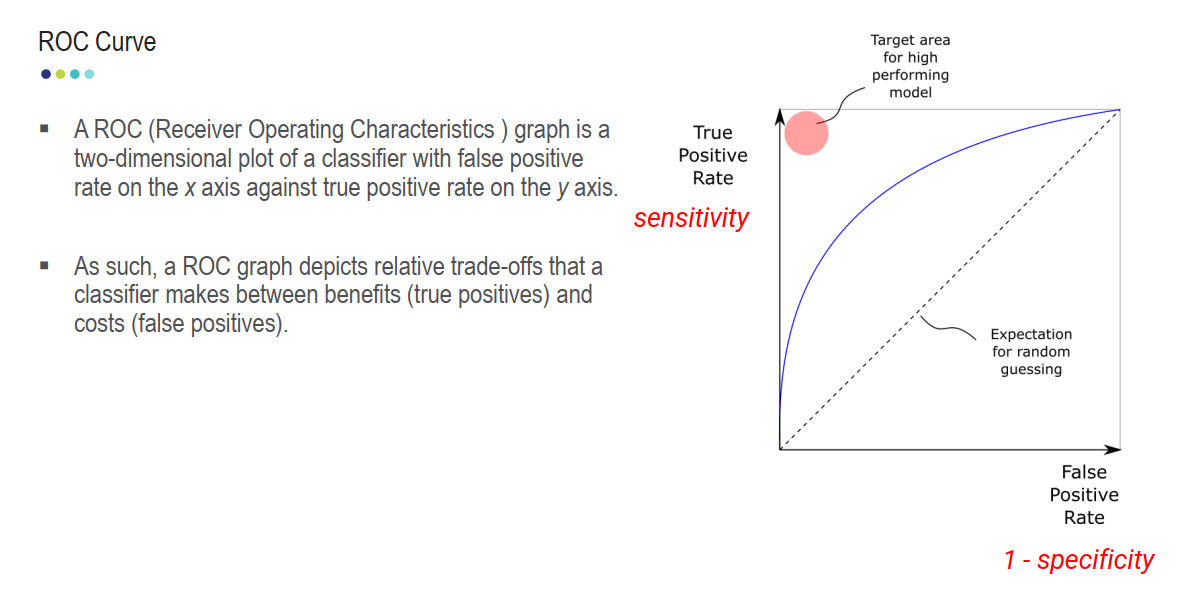 ROC Curve
▪ A ROC (Receiver Operating Characteristics ) graph is a
two-dimensional plot of a classifier with false positive
rate on the x axis against true positive rate on the y axis.
▪ As such, a ROC graph depicts relative trade-offs that a
classifier makes between benefits (true positives) and
costs (false positives).
Target area
for high
performing
model
True
Positive
Rate
sensitivity
Expectation
for random
guessing
False
Positive
Rate
1 - specificity